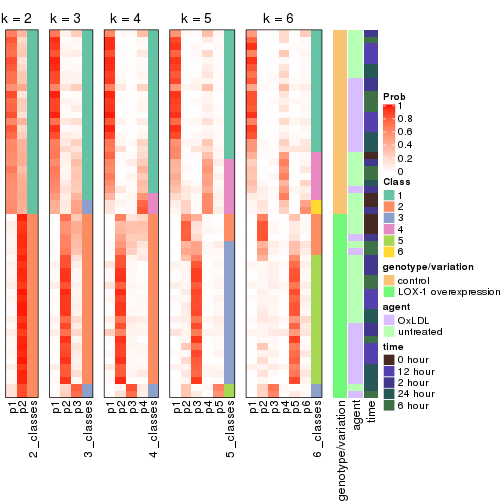 k = 2
k = 3
k = 4
k = 5
k = 6
p1
p2
2_classes
p1
p2
p3
3_classes
p1
p2
p3
p4
4_classes
p1
p2
p3
p4
p5
5_classes
p1
p2
p3
p4
p5
p6
6_classes
genotype/variation
agent
time
Prob
1
0.8
0.6
0.4
0.2
0
Class
1
2
3
4
5
6
genotype/variation
control
LOX-1 overexpression
agent
OxLDL
untreated
time
0 hour
12 hour
2 hour
24 hour
6 hour